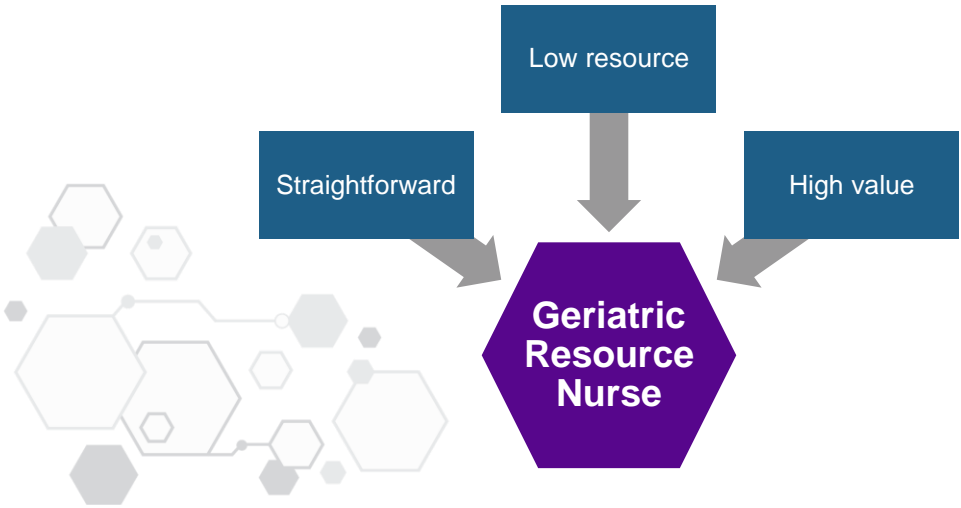 Low resource
Straightforward
High value
Geriatric
Resource
Nurse